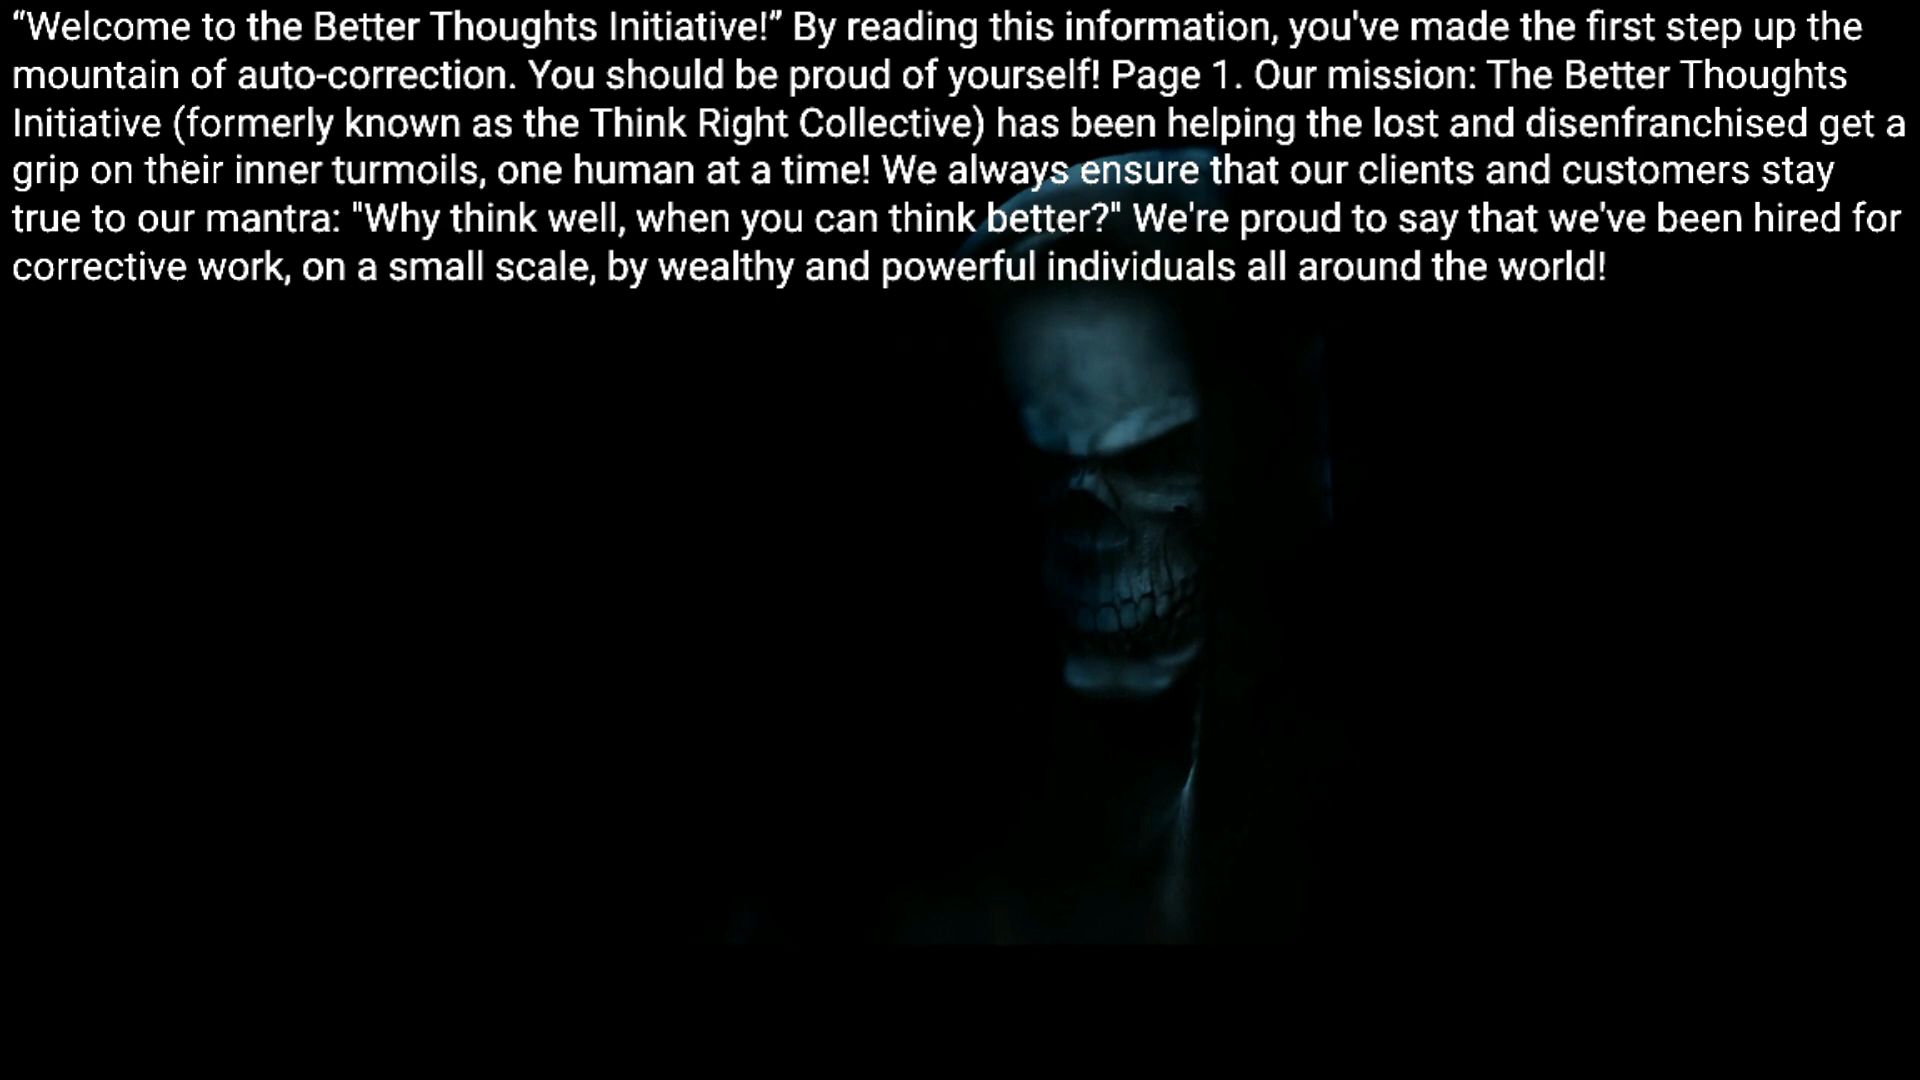 “Welcome to the Better Thoughts Initiative!” By reading this information, you've made the first step up the
mountain of auto-correction. You should be proud of yourself! Page 1. Our mission: The Better Thoughts
Initiative (formerly known as the Think Right Collective) has been helping the lost and disenfranchised get a
grip on their inner turmoils, one human at a time! We always ensure that our clients and customers stay
true to our mantra: "Why think well, when you can think better?" We're proud to say that we've been hired for
corrective work, on a small scale, by wealthy and powerful individuals all around the world!